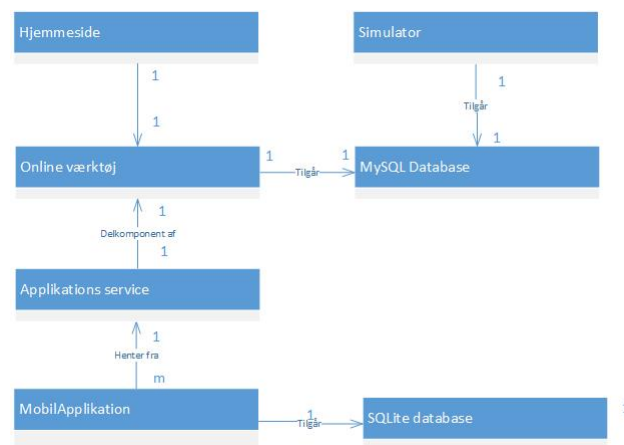 Hjemmeside
Simulator
1
1
Tilgår
1
1
Online værktøj
1
Tilgår
1
MySQL Database
1
Delkomponent af
1
Applikations service
1
Henter fra
m
MobilApplikation
1
Tilgår
SQLite database